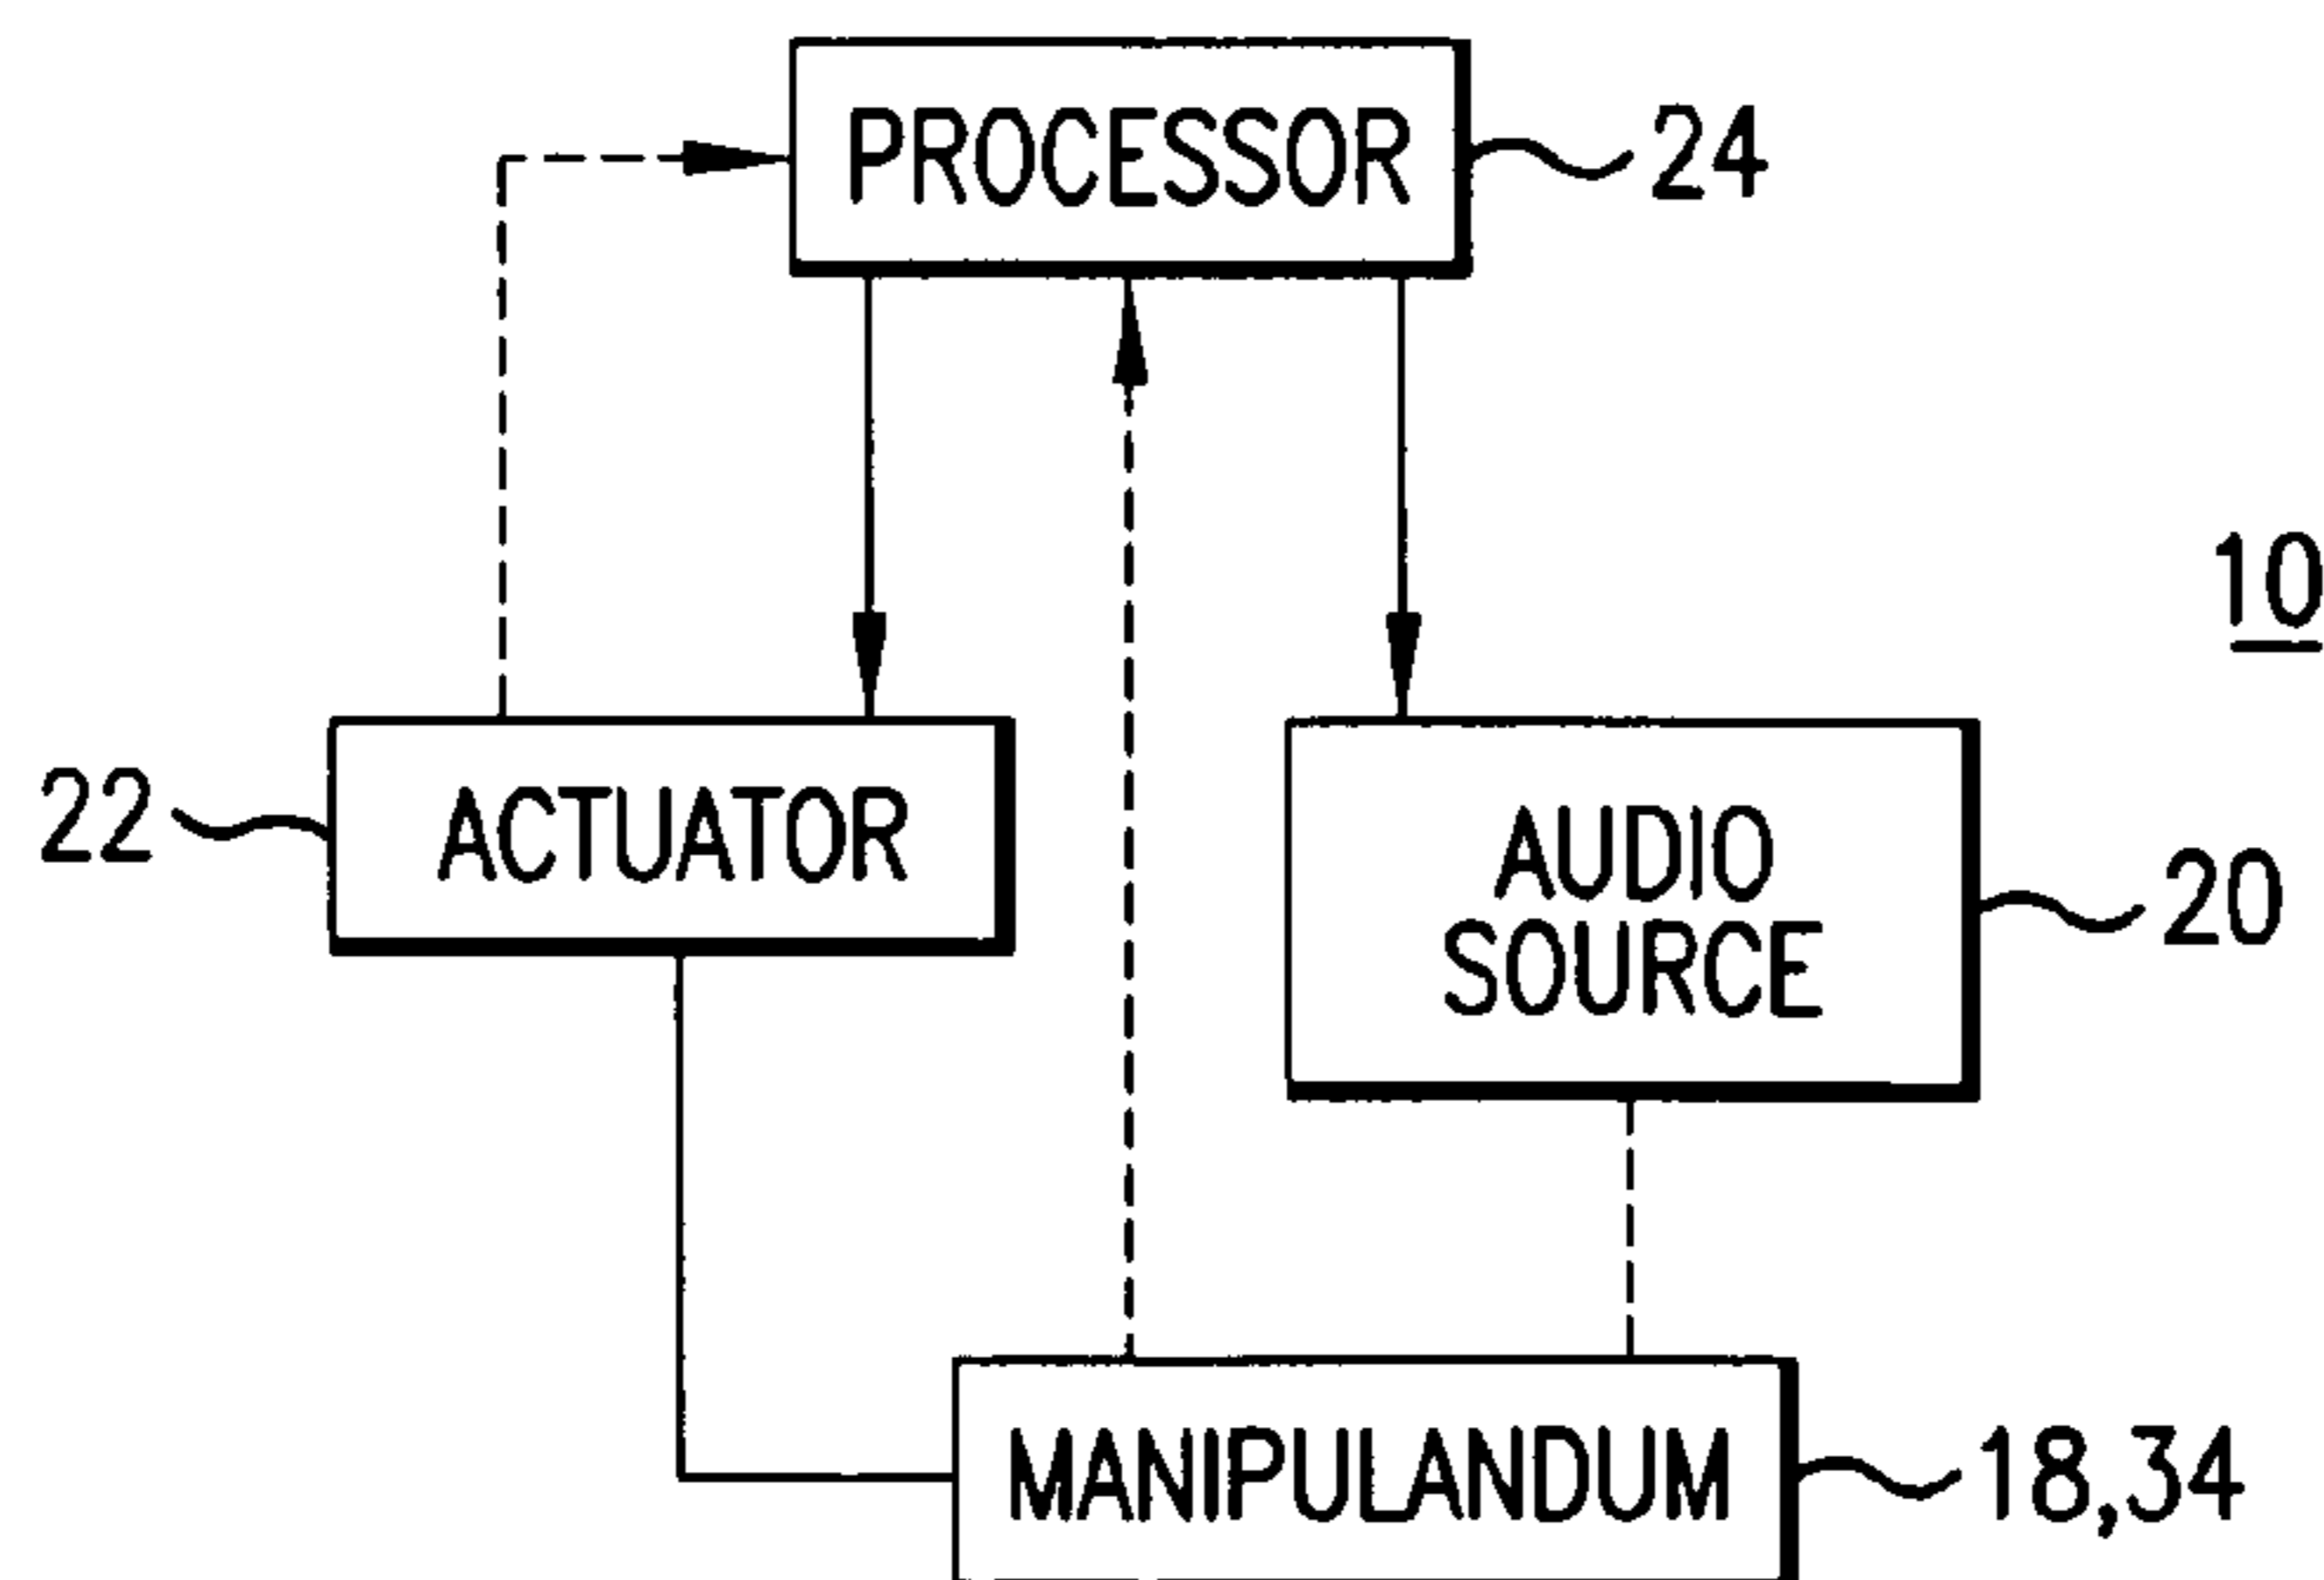 PROCESSOR
24
10
22
ACTUATOR
AUDIO
SOURCE
20
MANIPULANDUM
18,34